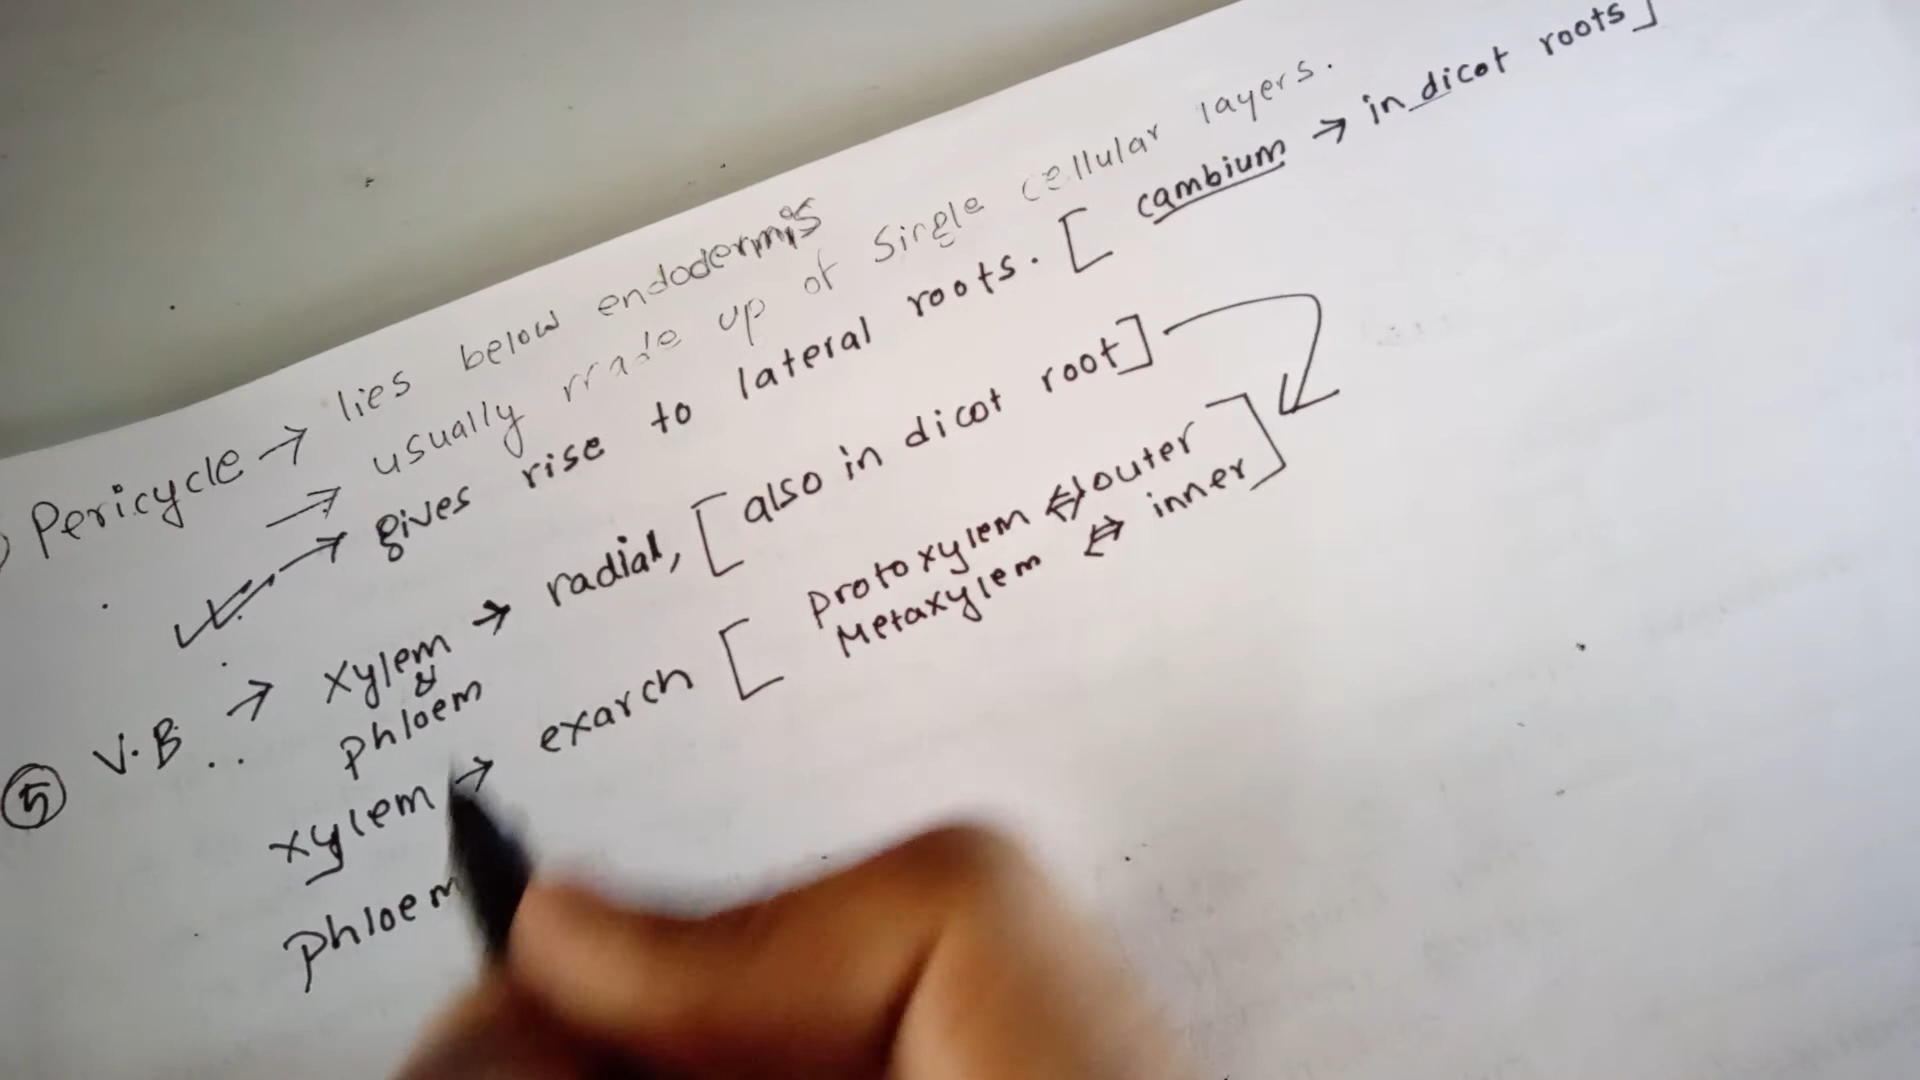 Pericycle → lies below endodermis
→ usually made up of single cellular layers.
→ gives rise to lateral roots. [cambium → in dicot roots]
⑤ V.B. → Xylem & Phloem → radial, [also in dicot root]
Xylem → exarch [Protoxylem ⇔ outer
Metaxylem ⇔ inner]
Phloem